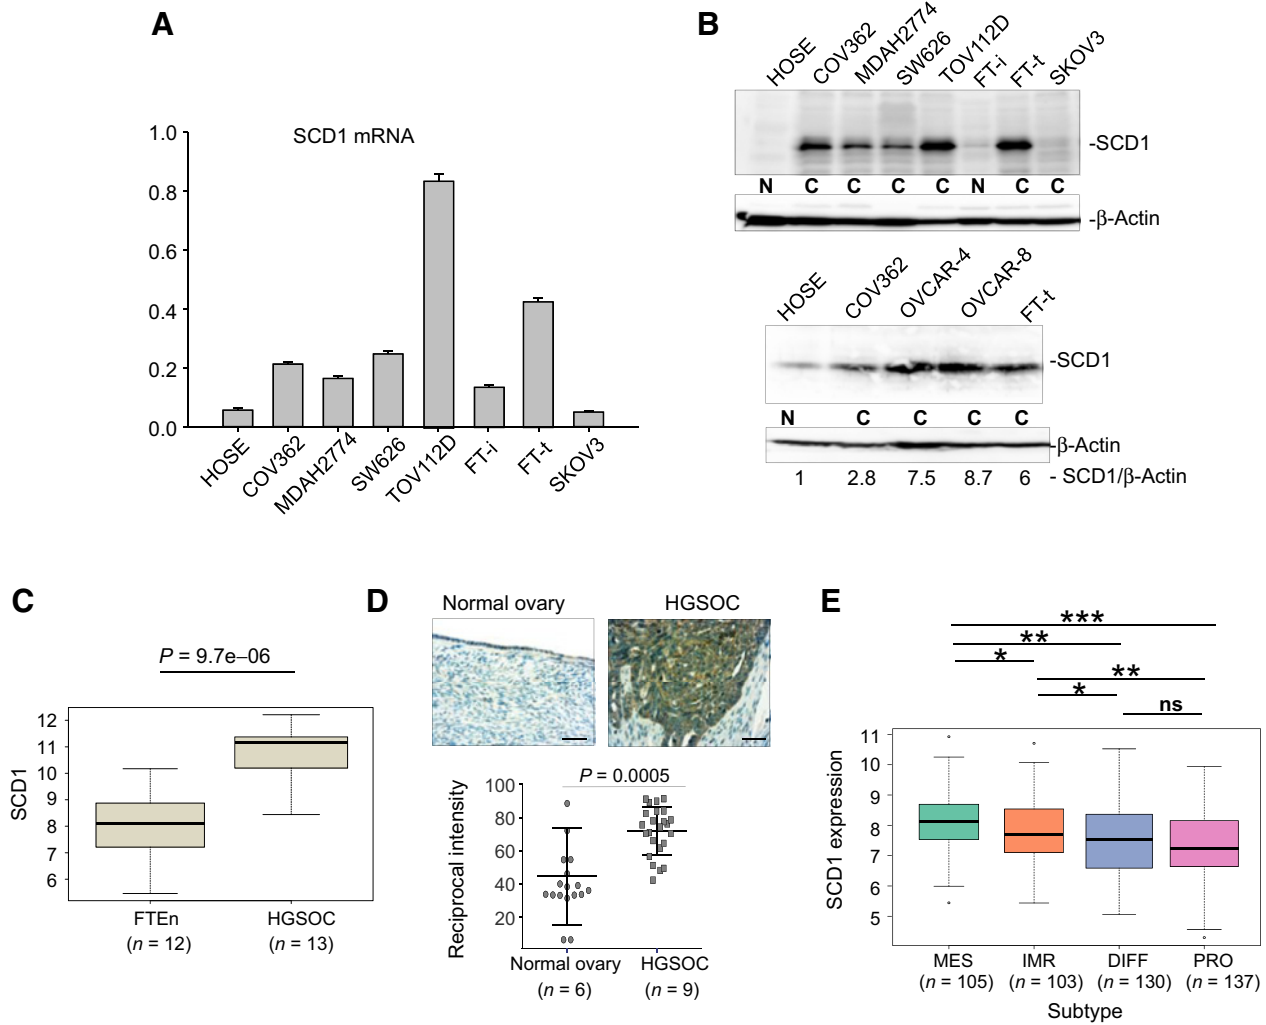 A
SCD1 mRNA
1.0
0.8
0.6
0.4
0.2
0.0
HOSE COV362 MDAH2774 SW626 TOV112D FT-i FT-t SKOV3
B
HOSE COV362 MDAH2774 SW626 TOV112D FT-i FT-t SKOV3
-SCD1
N C C C C N C C
-β-Actin
HOSE COV362 OVCAR-4 OVCAR-8 FT-t
-SCD1
N C C C C
-β-Actin
1 2.8 7.5 8.7 6 - SCD1/β-Actin
C
P = 9.7e–06
SCD1
12
11
10
9
8
7
6
FTEn HGSOC
(n = 12) (n = 13)
D
Normal ovary HGSOC
P = 0.0005
Reciprocal intensity
100
80
60
40
20
Normal ovary HGSOC
(n = 6) (n = 9)
E
***
**
*
**
*
ns
SCD1 expression
11
10
9
8
7
6
5
MES IMR DIFF PRO
(n = 105) (n = 103) (n = 130) (n = 137)
Subtype